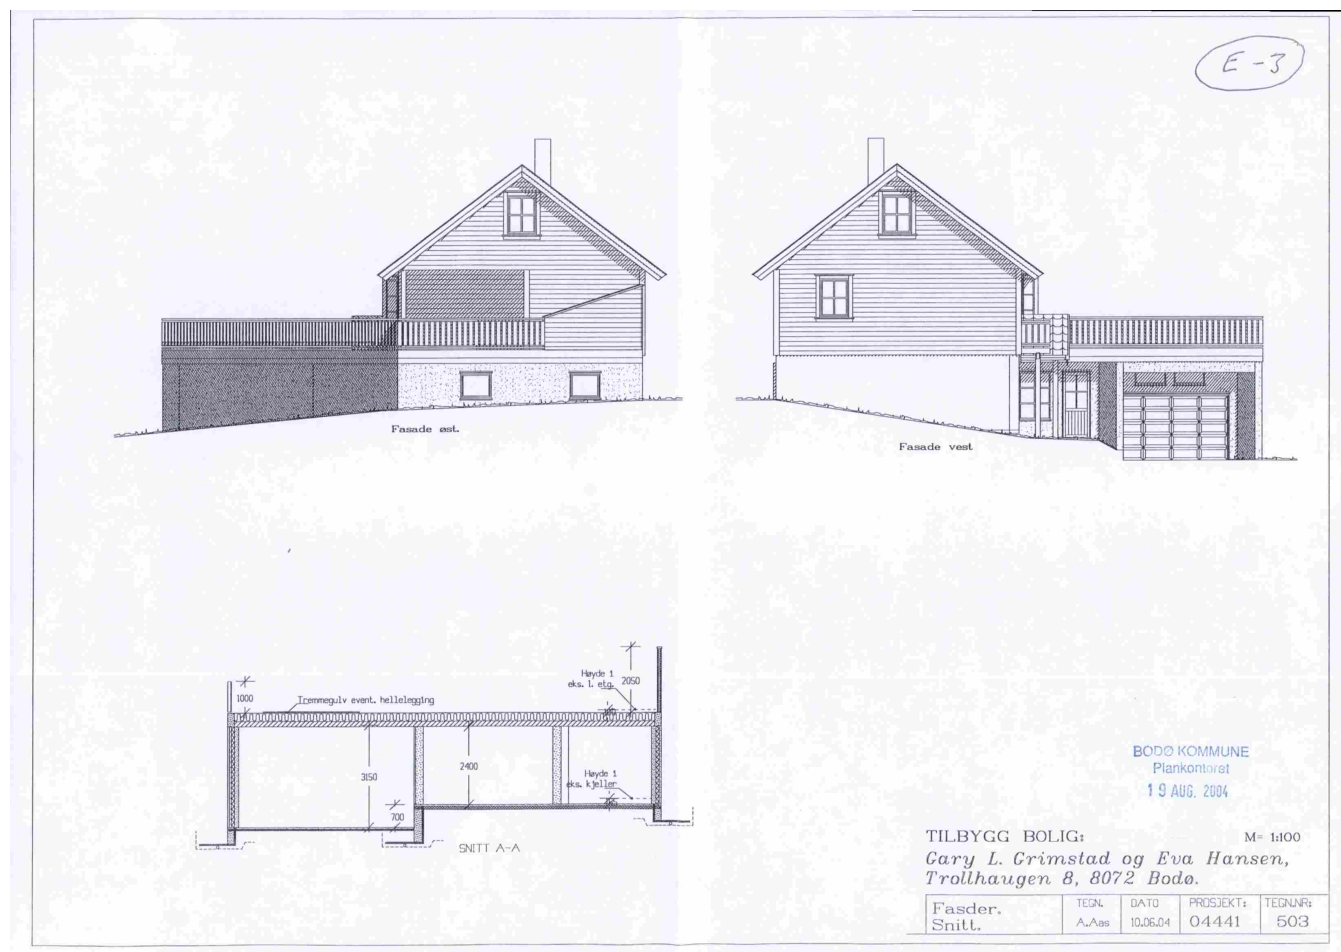 E-3
Fasade øst.
Fasade vest
Høyde 1
eks. 1. etg.
2050
1000
Tremmegulv event. hellelegging
3150
2400
Høyde 1
eks. kjeller
700
SNITT A-A
BODØ KOMMUNE
Plankontoret
19 AUG. 2004
TILBYGG BOLIG: M= 1:100
Gary L. Grimstad og Eva Hansen,
Trollhaugen 8, 8072 Bodø.
Fasder.
Snitt.
TEGN. DATO PROSJEKT: TEGN.NR:
A.Aas 10.06.04 04441 503